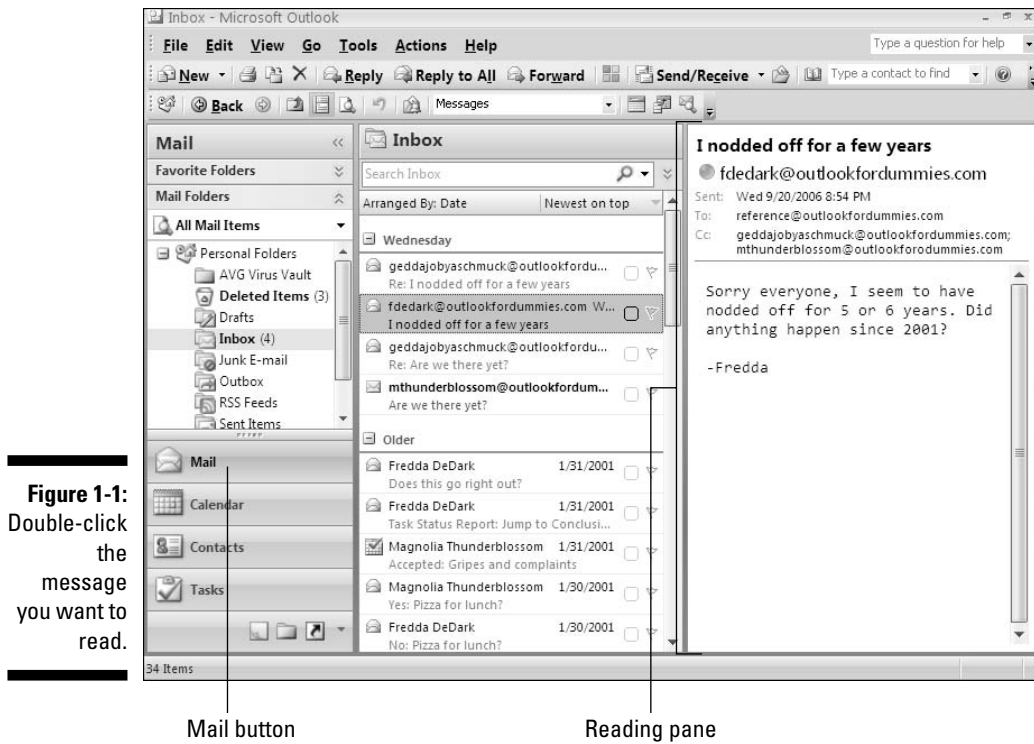 Inbox - Microsoft Outlook
File Edit View Go Tools Actions Help
Type a question for help
New Reply Reply to All Forward Send/Receive Type a contact to find
Back Messages
Mail
Favorite Folders
Mail Folders
All Mail Items
Personal Folders
AVG Virus Vault
Deleted Items (3)
Drafts
Inbox (4)
Junk E-mail
Outbox
RSS Feeds
Sent Items
Mail
Calendar
Contacts
Tasks
34 Items
Inbox
Search Inbox
Arranged By: Date Newest on top
Wednesday
geddajobyaschmuck@outlookfordu...
Re: I nodded off for a few years
fdedark@outlookfordummies.com W...
I nodded off for a few years
geddajobyaschmuck@outlookfordu...
Re: Are we there yet?
mthunderblossom@outlookfordum...
Are we there yet?
Older
Fredda DeDark 1/31/2001
Does this go right out?
Fredda DeDark 1/31/2001
Task Status Report: Jump to Conclusi...
Magnolia Thunderblossom 1/31/2001
Accepted: Gripes and complaints
Magnolia Thunderblossom 1/30/2001
Yes: Pizza for lunch?
Fredda DeDark 1/30/2001
No: Pizza for lunch?
I nodded off for a few years
fdedark@outlookfordummies.com
Sent: Wed 9/20/2006 8:54 PM
To: reference@outlookfordummies.com
Cc: geddajobyaschmuck@outlookfordummies.com;
mthunderblossom@outlookforodummies.com
Sorry everyone, I seem to have
nodded off for 5 or 6 years. Did
anything happen since 2001?
-Fredda
Figure 1-1:
Double-click
the
message
you want to
read.
Mail button
Reading pane